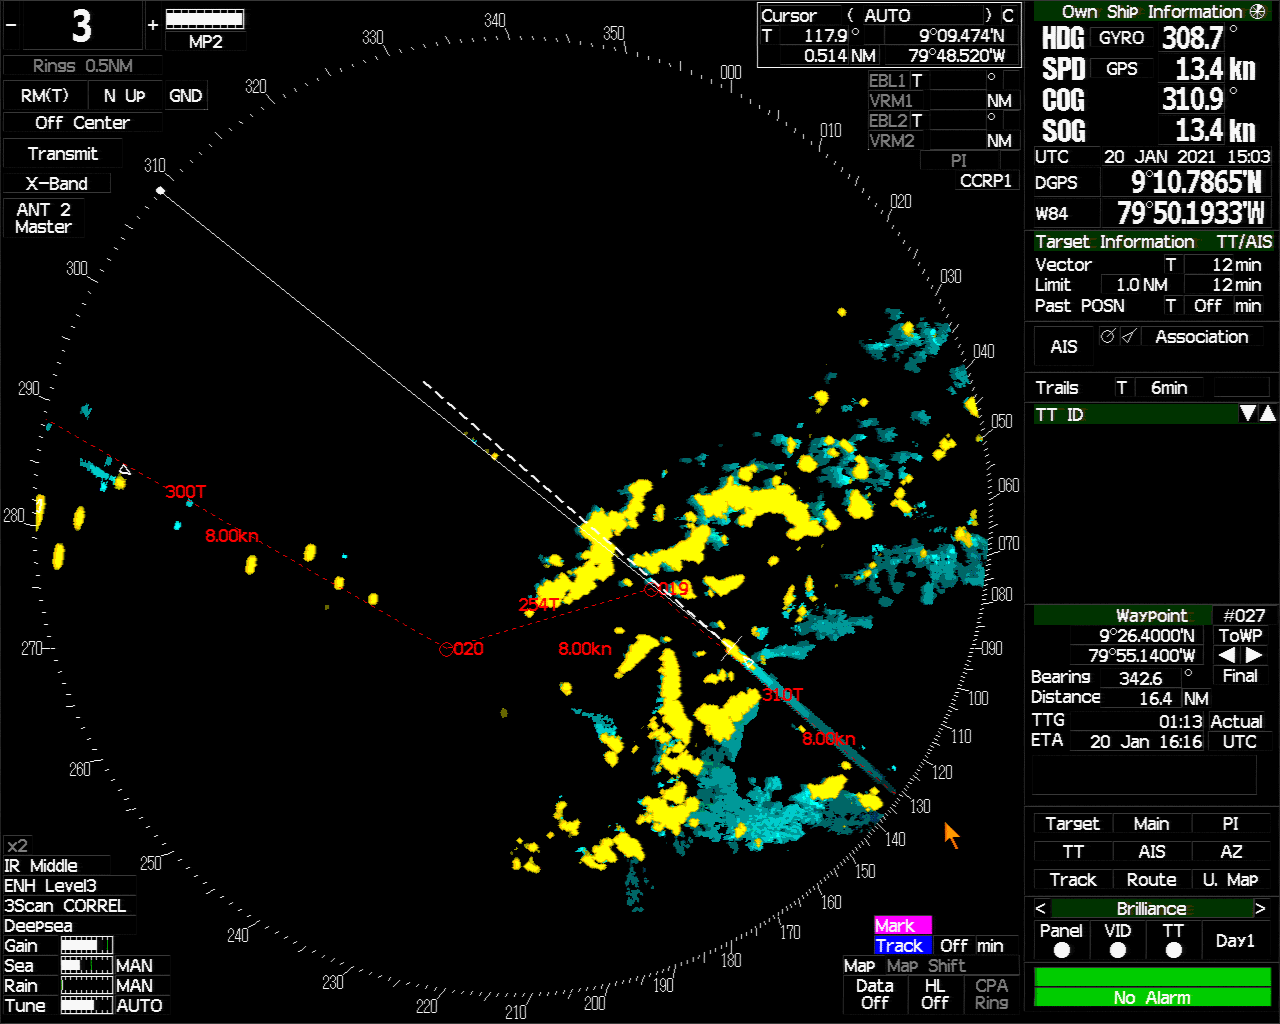 − 3 +
MP2
Rings 0.5NM
RM(T) N Up GND
Off Center
Transmit
X-Band
ANT 2
Master
Cursor ( AUTO ) C
T 117.9° 9°09.474'N
0.514 NM 79°48.520'W
EBL1 T °
VRM1 NM
EBL2 T °
VRM2 NM
PI
CCRP1
340
350
000
010
020
030
040
050
060
070
080
090
100
110
120
130
140
150
160
170
180
190
200
210
220
230
240
250
260
270
280
290
300
310
320
330
300T
8.00kn
254T
019
020
8.00kn
310T
8.00kn
x2
IR Middle
ENH Level3
3Scan CORREL
Deepsea
Gain
Sea MAN
Rain MAN
Tune AUTO
Mark
Track Off min
Map Map Shift
Data HL CPA
Off Off Ring
Own Ship Information
HDG GYRO 308.7°
SPD GPS 13.4 kn
COG 310.9°
SOG 13.4 kn
UTC 20 JAN 2021 15:03
DGPS 9°10.7865'N
W84 79°50.1933'W
Target Information TT/AIS
Vector T 12 min
Limit 1.0 NM 12 min
Past POSN T Off min
AIS Association
Trails T 6min
TT ID ▼▲
Waypoint #027
9°26.4000'N ToWP
79°55.1400'W ◀ ▶
Bearing 342.6 ° Final
Distance 16.4 NM
TTG 01:13 Actual
ETA 20 Jan 16:16 UTC
Target Main PI
TT AIS AZ
Track Route U. Map
< Brilliance >
Panel VID TT Day1
No Alarm